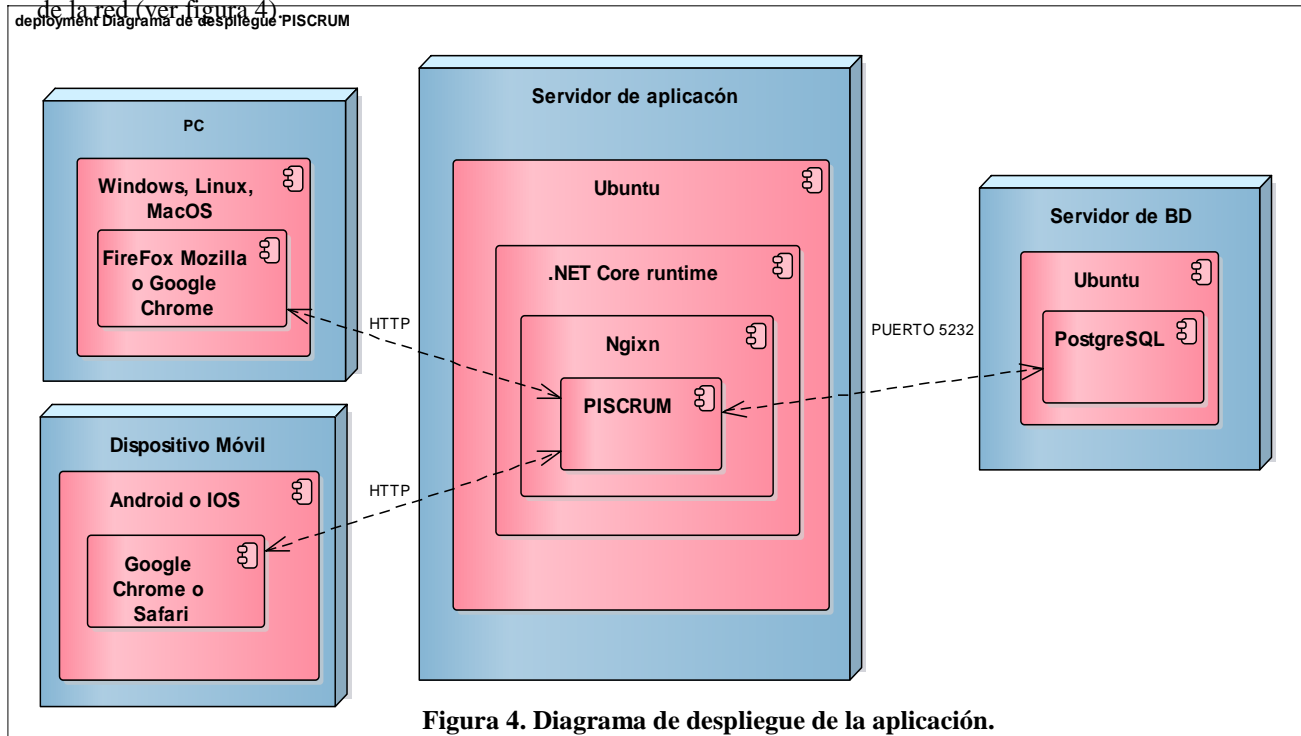 de la red (ver figura 4)
deployment Diagrama de despliegue PISCRUM
PC
Windows, Linux,
MacOS
FireFox Mozilla
o Google
Chrome
HTTP
Dispositivo Móvil
Android o IOS
Google
Chrome o
Safari
HTTP
Servidor de aplicacón
Ubuntu
.NET Core runtime
Ngixn
PISCRUM
PUERTO 5232
Servidor de BD
Ubuntu
PostgreSQL
Figura 4. Diagrama de despliegue de la aplicación.